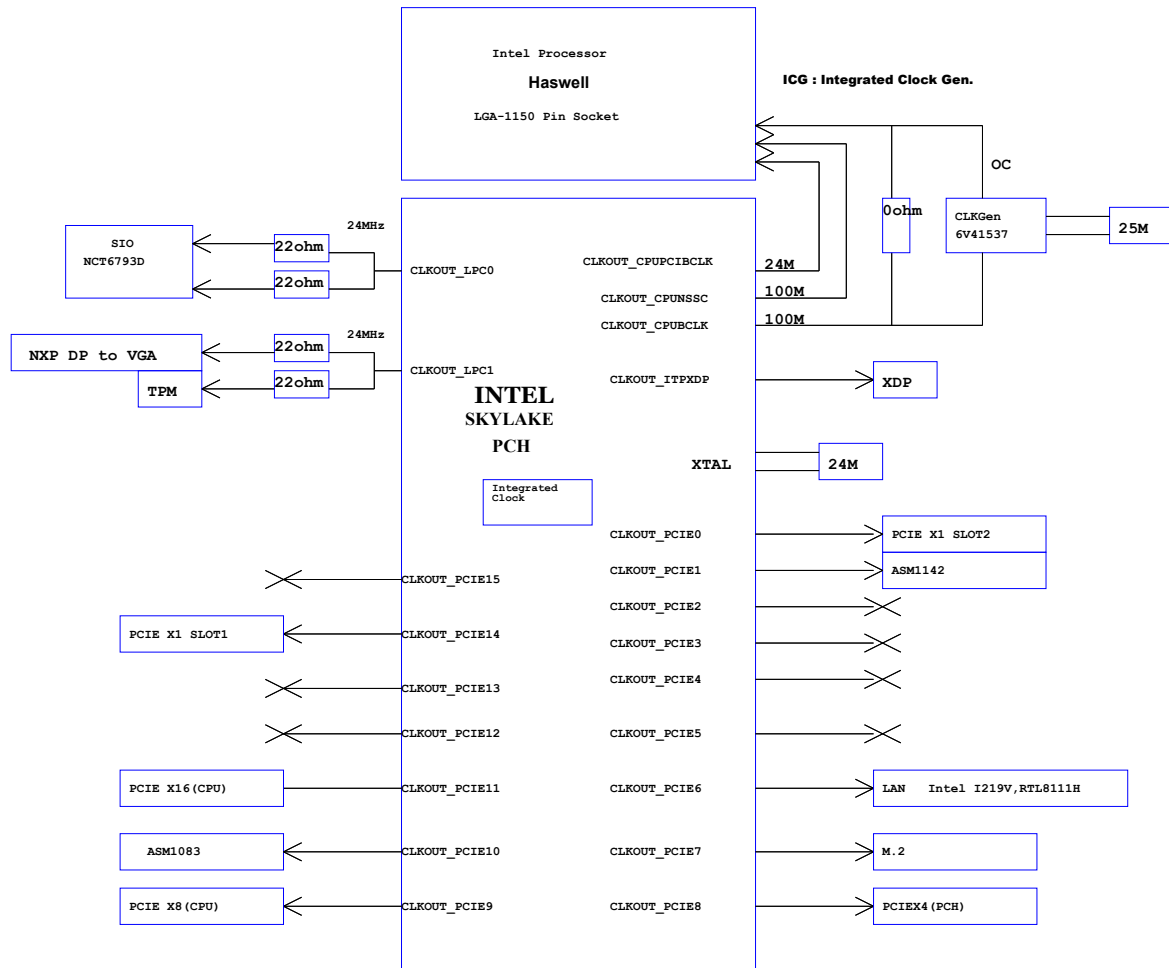 Intel Processor
Haswell
LGA-1150 Pin Socket
ICG : Integrated Clock Gen.
OC
0ohm
CLKGen
6V41537
25M
24MHz
SIO
NCT6793D
22ohm
22ohm
CLKOUT_LPC0
CLKOUT_CPUPCIBCLK
24M
CLKOUT_CPUNSSC
100M
CLKOUT_CPUBCLK
100M
24MHz
NXP DP to VGA
22ohm
TPM
22ohm
CLKOUT_LPC1
CLKOUT_ITPXDP
XDP
INTEL
SKYLAKE
PCH
XTAL
24M
Integrated
Clock
CLKOUT_PCIE0
PCIE X1 SLOT2
CLKOUT_PCIE1
ASM1142
CLKOUT_PCIE15
CLKOUT_PCIE2
PCIE X1 SLOT1
CLKOUT_PCIE14
CLKOUT_PCIE3
CLKOUT_PCIE13
CLKOUT_PCIE4
CLKOUT_PCIE12
CLKOUT_PCIE5
PCIE X16(CPU)
CLKOUT_PCIE11
CLKOUT_PCIE6
LAN Intel I219V,RTL8111H
ASM1083
CLKOUT_PCIE10
CLKOUT_PCIE7
M.2
PCIE X8(CPU)
CLKOUT_PCIE9
CLKOUT_PCIE8
PCIEX4(PCH)